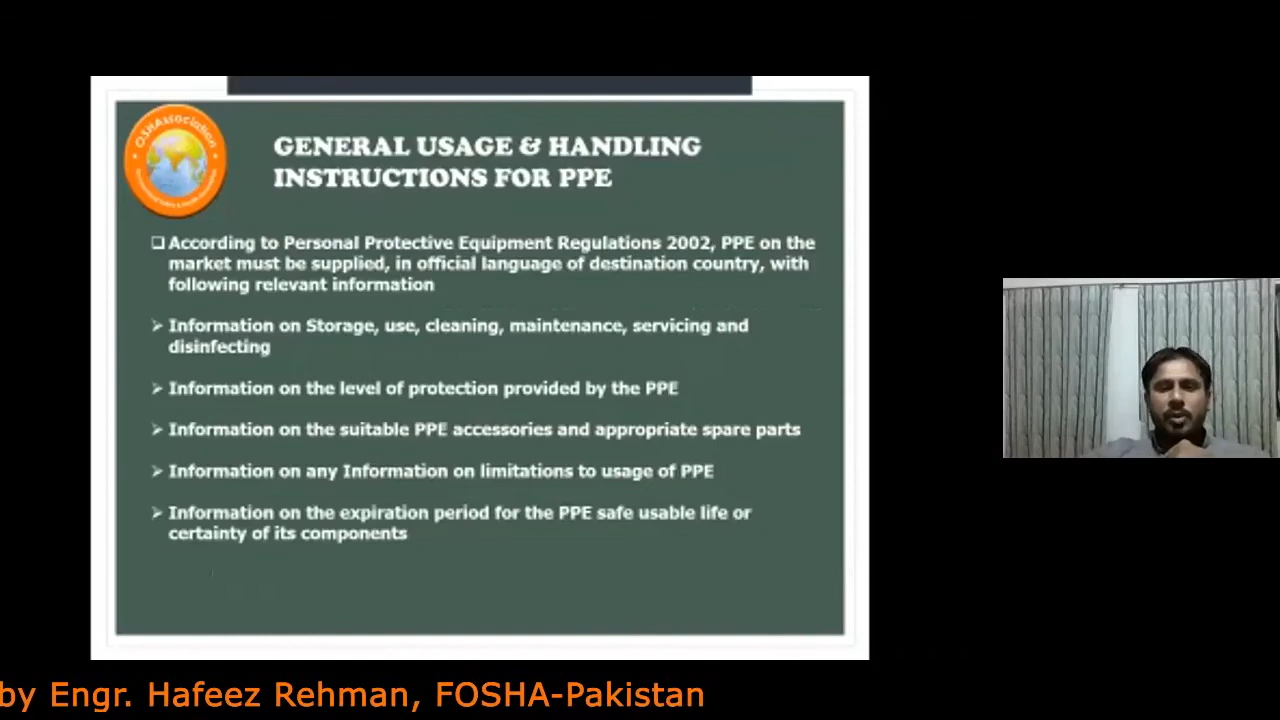 OSHAssociation
GENERAL USAGE & HANDLING
INSTRUCTIONS FOR PPE
❑ According to Personal Protective Equipment Regulations 2002, PPE on the
market must be supplied, in official language of destination country, with
following relevant information
➢ Information on Storage, use, cleaning, maintenance, servicing and
disinfecting
➢ Information on the level of protection provided by the PPE
➢ Information on the suitable PPE accessories and appropriate spare parts
➢ Information on any Information on limitations to usage of PPE
➢ Information on the expiration period for the PPE safe usable life or
certainty of its components
by Engr. Hafeez Rehman, FOSHA-Pakistan